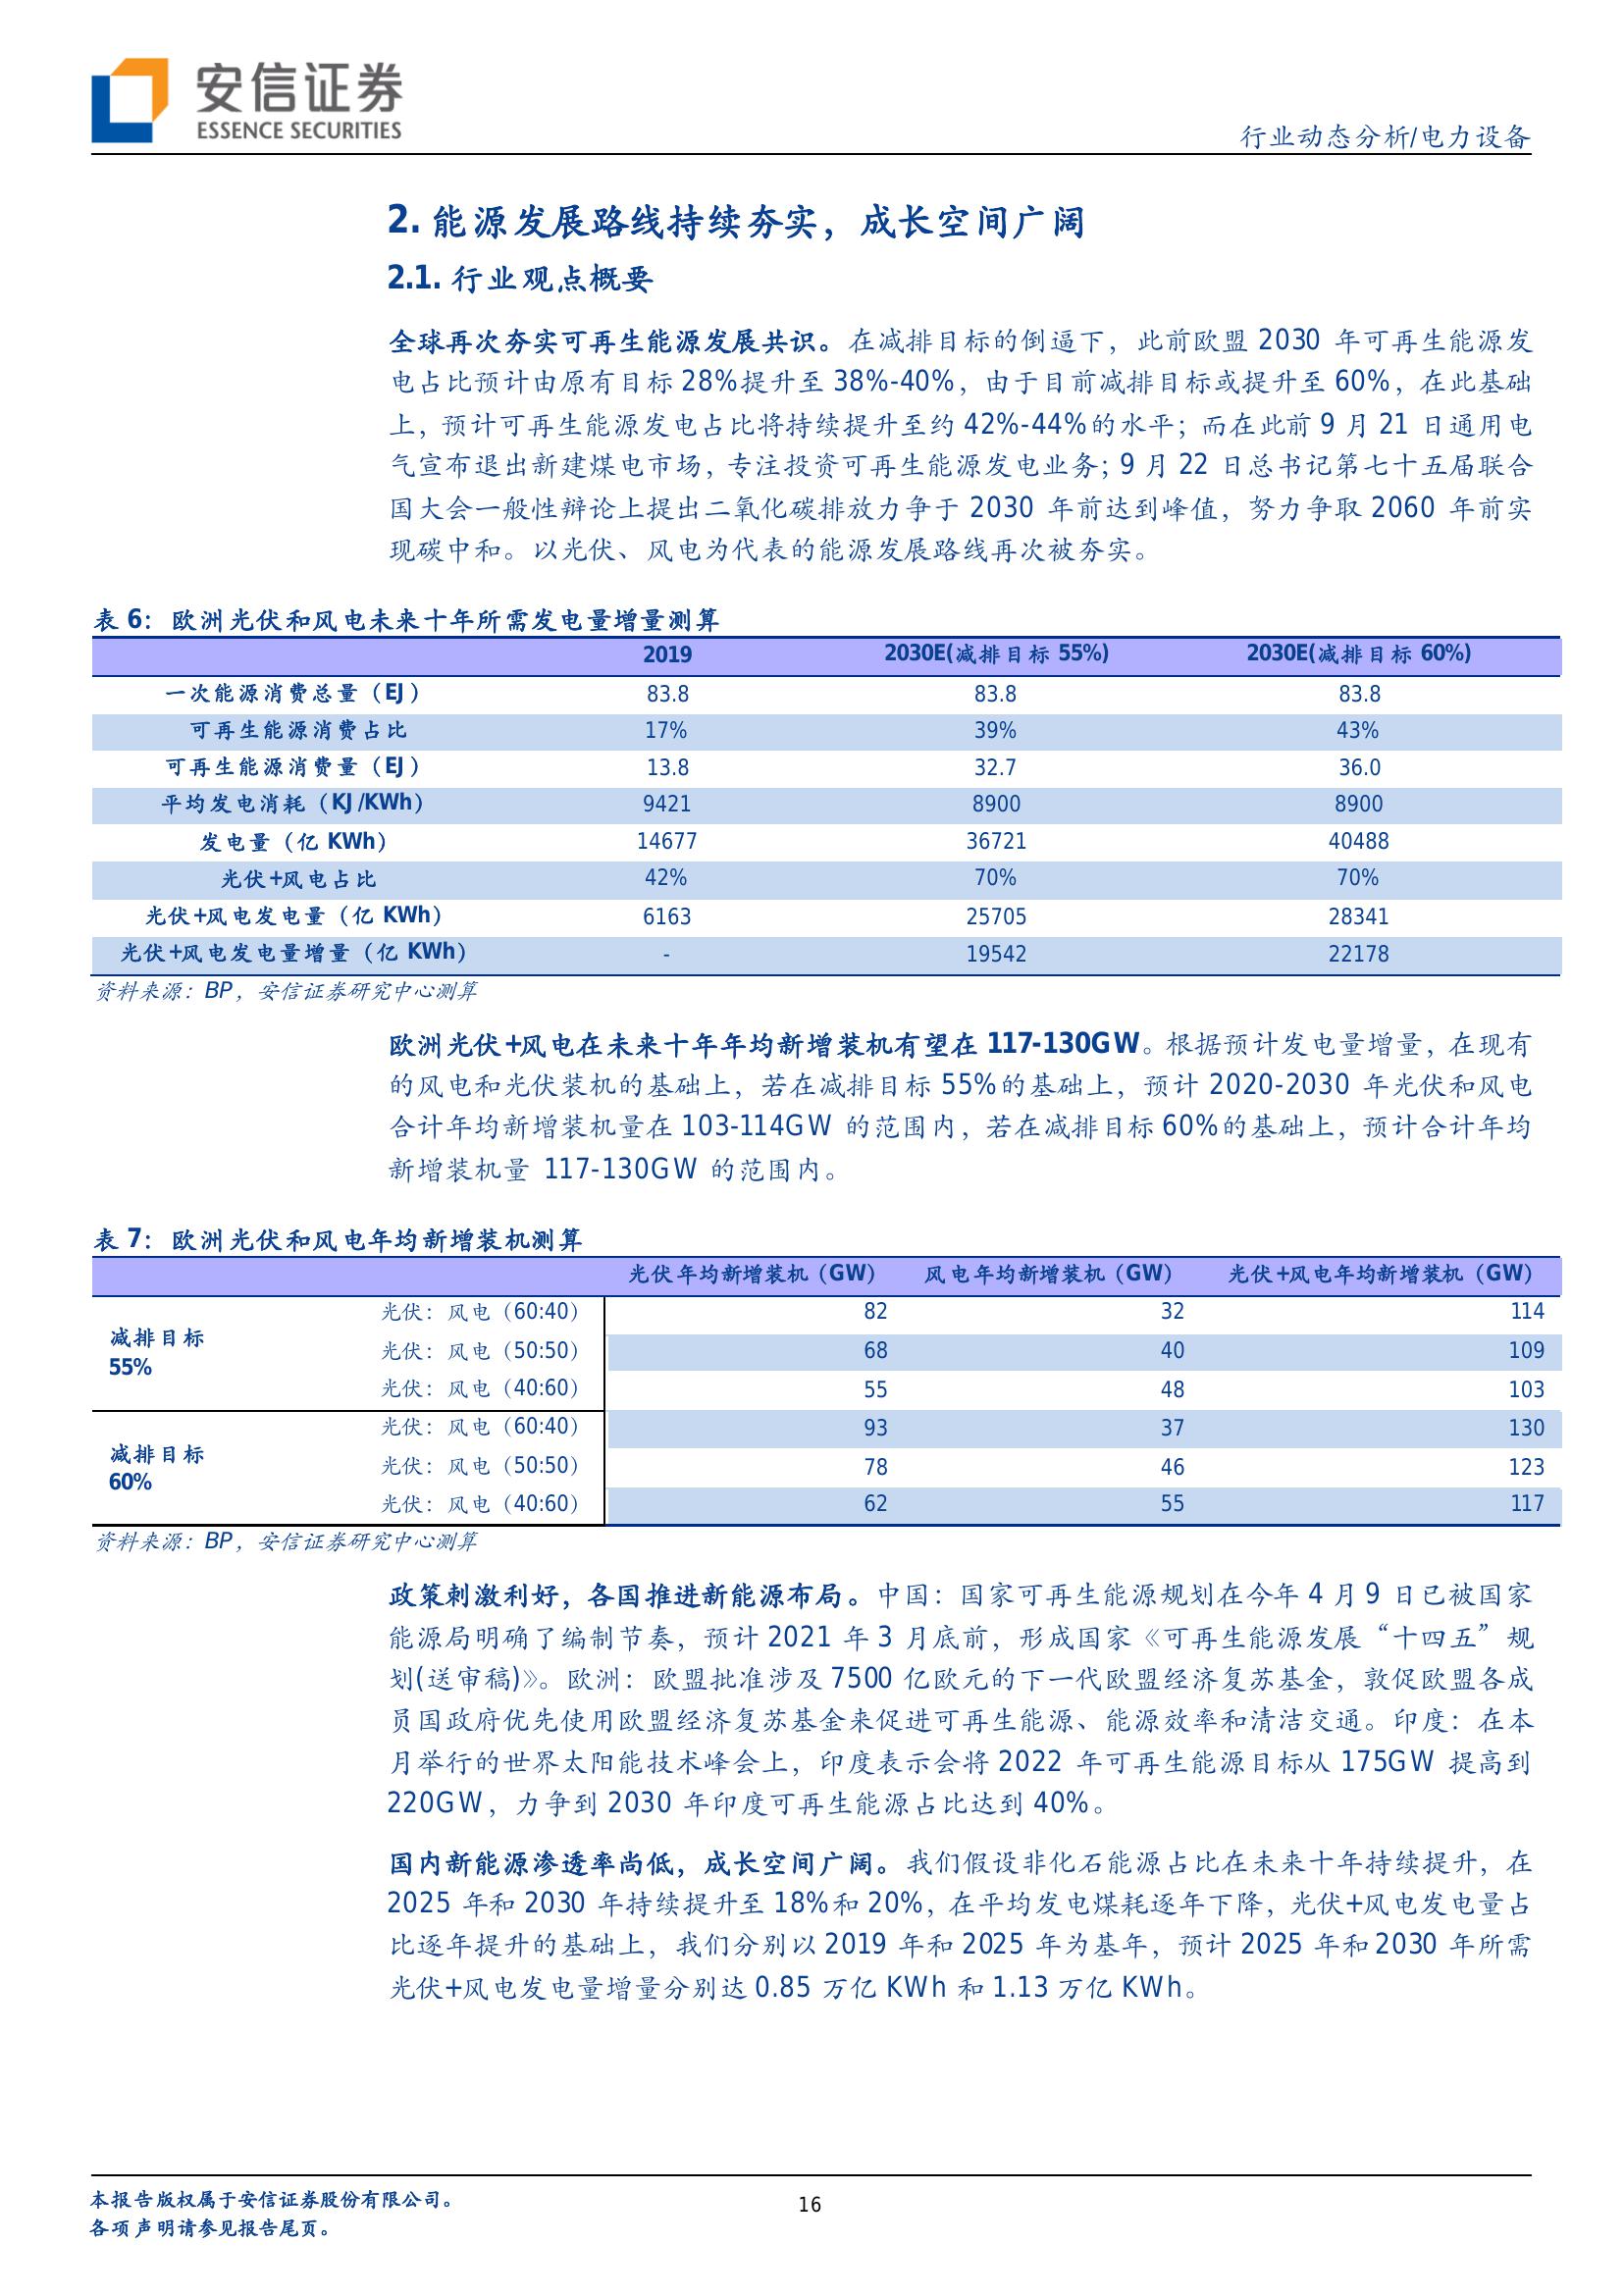 安信证券
ESSENCE SECURITIES
行业动态分析/电力设备
2. 能源发展路线持续夯实，成长空间广阔
2.1. 行业观点概要
全球再次夯实可再生能源发展共识。在减排目标的倒逼下，此前欧盟 2030 年可再生能源发
电占比预计由原有目标 28%提升至 38%-40%，由于目前减排目标或提升至 60%，在此基础
上，预计可再生能源发电占比将持续提升至约 42%-44%的水平；而在此前 9 月 21 日通用电
气宣布退出新建煤电市场，专注投资可再生能源发电业务；9 月 22 日总书记第七十五届联合
国大会一般性辩论上提出二氧化碳排放力争于 2030 年前达到峰值，努力争取 2060 年前实
现碳中和。以光伏、风电为代表的能源发展路线再次被夯实。
表 6：欧洲光伏和风电未来十年所需发电量增量测算
2019 2030E(减排目标 55%) 2030E(减排目标 60%)
一次能源消费总量（EJ） 83.8 83.8 83.8
可再生能源消费占比 17% 39% 43%
可再生能源消费量（EJ） 13.8 32.7 36.0
平均发电消耗（KJ/KWh） 9421 8900 8900
发电量（亿 KWh） 14677 36721 40488
光伏+风电占比 42% 70% 70%
光伏+风电发电量（亿 KWh） 6163 25705 28341
光伏+风电发电量增量（亿 KWh） - 19542 22178
资料来源：BP，安信证券研究中心测算
欧洲光伏+风电在未来十年年均新增装机有望在 117-130GW。根据预计发电量增量，在现有
的风电和光伏装机的基础上，若在减排目标 55%的基础上，预计 2020-2030 年光伏和风电
合计年均新增装机量在 103-114GW 的范围内，若在减排目标 60%的基础上，预计合计年均
新增装机量 117-130GW 的范围内。
表 7：欧洲光伏和风电年均新增装机测算
光伏年均新增装机（GW） 风电年均新增装机（GW） 光伏+风电年均新增装机（GW）
减排目标
55%
光伏：风电（60:40） 82 32 114
光伏：风电（50:50） 68 40 109
光伏：风电（40:60） 55 48 103
减排目标
60%
光伏：风电（60:40） 93 37 130
光伏：风电（50:50） 78 46 123
光伏：风电（40:60） 62 55 117
资料来源：BP，安信证券研究中心测算
政策刺激利好，各国推进新能源布局。中国：国家可再生能源规划在今年 4 月 9 日已被国家
能源局明确了编制节奏，预计 2021 年 3 月底前，形成国家《可再生能源发展“十四五”规
划(送审稿)》。欧洲：欧盟批准涉及 7500 亿欧元的下一代欧盟经济复苏基金，敦促欧盟各成
员国政府优先使用欧盟经济复苏基金来促进可再生能源、能源效率和清洁交通。印度：在本
月举行的世界太阳能技术峰会上，印度表示会将 2022 年可再生能源目标从 175GW 提高到
220GW，力争到 2030 年印度可再生能源占比达到 40%。
国内新能源渗透率尚低，成长空间广阔。我们假设非化石能源占比在未来十年持续提升，在
2025 年和 2030 年持续提升至 18%和 20%，在平均发电煤耗逐年下降，光伏+风电发电量占
比逐年提升的基础上，我们分别以 2019 年和 2025 年为基年，预计 2025 年和 2030 年所需
光伏+风电发电量增量分别达 0.85 万亿 KWh 和 1.13 万亿 KWh。
本报告版权属于安信证券股份有限公司。
各项声明请参见报告尾页。
16